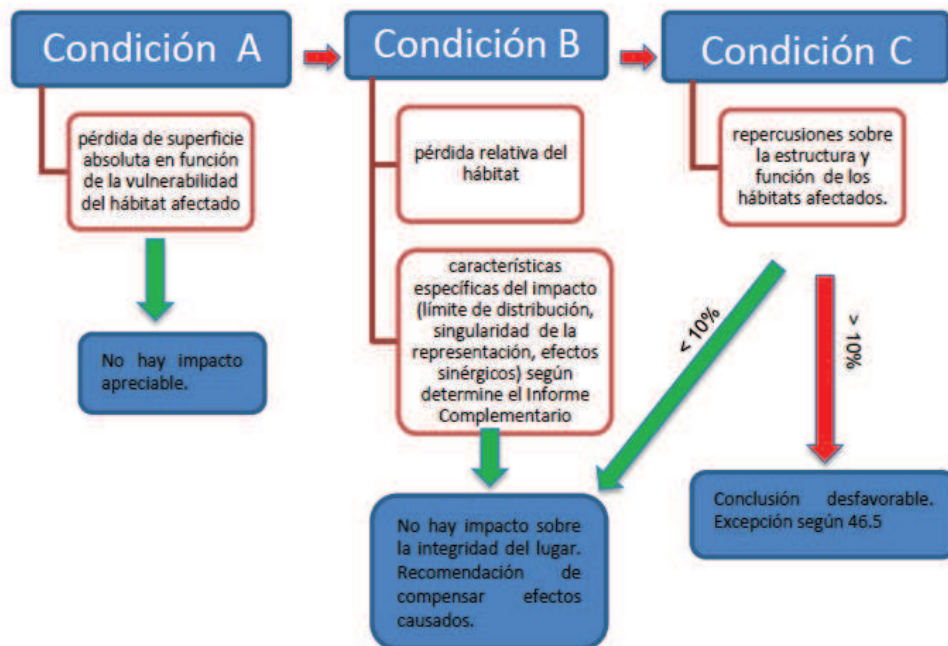 Condición A
Condición B
Condición C
pérdida de superficie
absoluta en función
de la vulnerabilidad
del hábitat afectado
pérdida relativa del
hábitat
repercusiones sobre
la estructura y
función de los
hábitats afectados.
características
específicas del impacto
(límite de distribución,
singularidad de la
representación, efectos
sinérgicos) según
determine el Informe
Complementario
No hay impacto
apreciable.
< 10%
> 10%
No hay impacto sobre
la integridad del lugar.
Recomendación de
compensar efectos
causados.
Conclusión desfavorable.
Excepción según 46.5